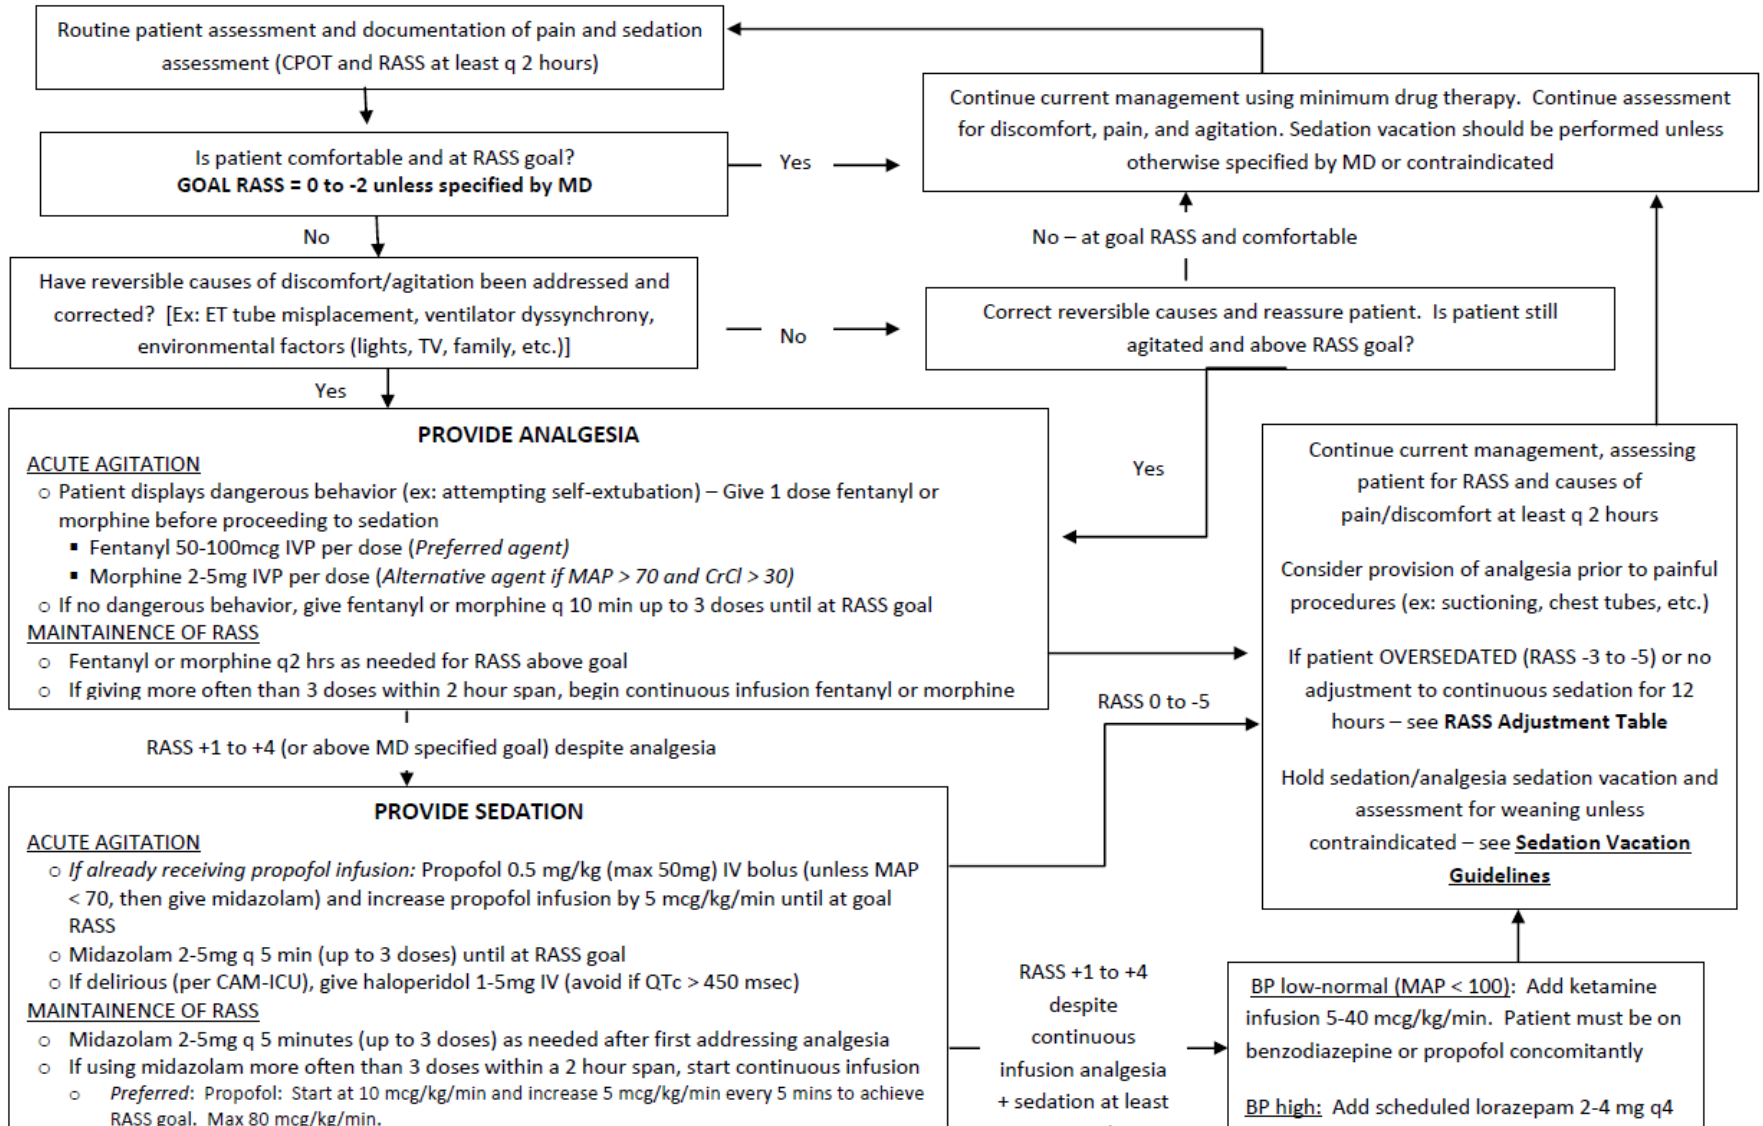 Routine patient assessment and documentation of pain and sedation
assessment (CPOT and RASS at least q 2 hours)
Continue current management using minimum drug therapy.  Continue assessment
for discomfort, pain, and agitation. Sedation vacation should be performed unless
otherwise specified by MD or contraindicated
Is patient comfortable and at RASS goal?
GOAL RASS = 0 to -2 unless specified by MD
Yes
No
No – at goal RASS and comfortable
Have reversible causes of discomfort/agitation been addressed and
corrected?  [Ex: ET tube misplacement, ventilator dyssynchrony,
environmental factors (lights, TV, family, etc.)]
No
Correct reversible causes and reassure patient.  Is patient still
agitated and above RASS goal?
Yes
Yes
PROVIDE ANALGESIA
ACUTE AGITATION
o Patient displays dangerous behavior (ex: attempting self-extubation) – Give 1 dose fentanyl or
morphine before proceeding to sedation
▪ Fentanyl 50-100mcg IVP per dose (Preferred agent)
▪ Morphine 2-5mg IVP per dose (Alternative agent if MAP > 70 and CrCl > 30)
o If no dangerous behavior, give fentanyl or morphine q 10 min up to 3 doses until at RASS goal
MAINTAINENCE OF RASS
o Fentanyl or morphine q2 hrs as needed for RASS above goal
o If giving more often than 3 doses within 2 hour span, begin continuous infusion fentanyl or morphine
Continue current management, assessing
patient for RASS and causes of
pain/discomfort at least q 2 hours
Consider provision of analgesia prior to painful
procedures (ex: suctioning, chest tubes, etc.)
If patient OVERSEDATED (RASS -3 to -5) or no
adjustment to continuous sedation for 12
hours – see RASS Adjustment Table
Hold sedation/analgesia sedation vacation and
assessment for weaning unless
contraindicated – see Sedation Vacation
Guidelines
RASS 0 to -5
RASS +1 to +4 (or above MD specified goal) despite analgesia
PROVIDE SEDATION
ACUTE AGITATION
o If already receiving propofol infusion: Propofol 0.5 mg/kg (max 50mg) IV bolus (unless MAP
< 70, then give midazolam) and increase propofol infusion by 5 mcg/kg/min until at goal
RASS
o Midazolam 2-5mg q 5 min (up to 3 doses) until at RASS goal
o If delirious (per CAM-ICU), give haloperidol 1-5mg IV (avoid if QTc > 450 msec)
MAINTAINENCE OF RASS
o Midazolam 2-5mg q 5 minutes (up to 3 doses) as needed after first addressing analgesia
o If using midazolam more often than 3 doses within a 2 hour span, start continuous infusion
o Preferred: Propofol: Start at 10 mcg/kg/min and increase 5 mcg/kg/min every 5 mins to achieve
RASS goal.  Max 80 mcg/kg/min.
RASS +1 to +4
despite
continuous
infusion analgesia
+ sedation at least
BP low-normal (MAP < 100):  Add ketamine
infusion 5-40 mcg/kg/min.  Patient must be on
benzodiazepine or propofol concomitantly
BP high:  Add scheduled lorazepam 2-4 mg q4